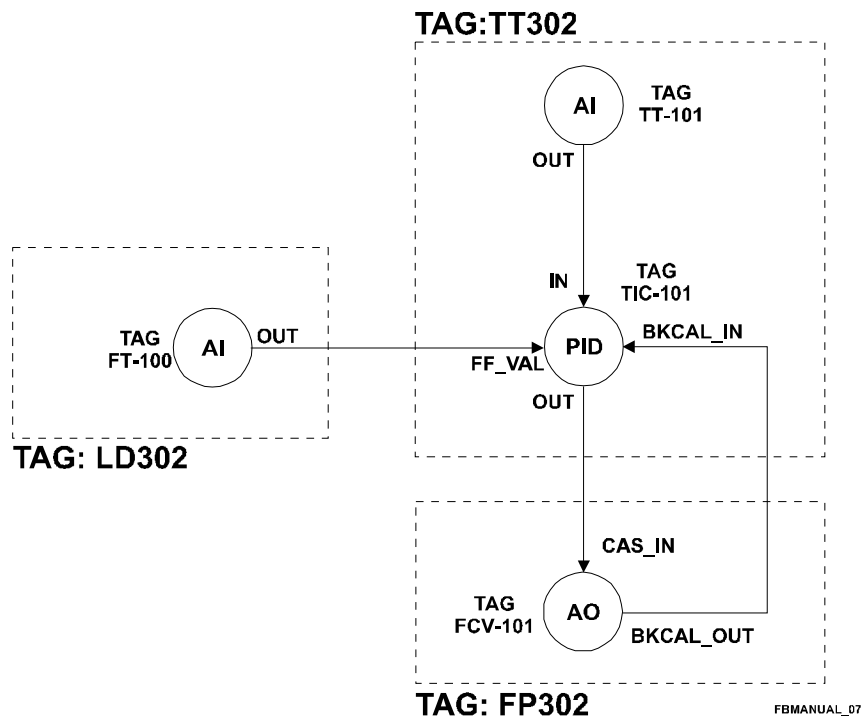 TAG:TT302
AI
TAG
TT-101
OUT
IN
TAG
TIC-101
TAG
FT-100
AI
OUT
FF_VAL
PID
BKCAL_IN
OUT
TAG: LD302
CAS_IN
TAG
FCV-101
AO
BKCAL_OUT
TAG: FP302
FBMANUAL_07